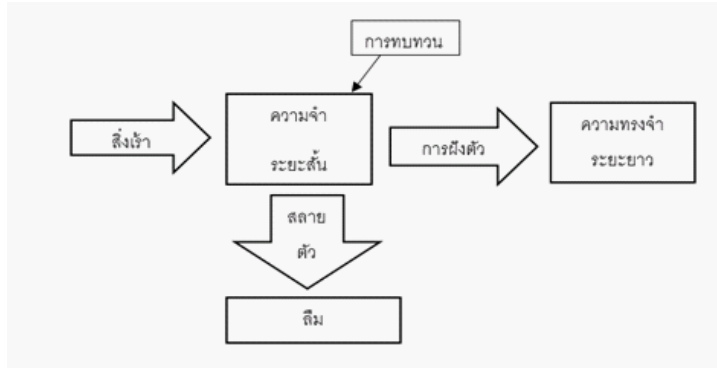 การทบทวน
สิ่งเร้า
ความจำ
ระยะสั้น
การฝังตัว
ความทรงจำ
ระยะยาว
สลาย
ตัว
ลืม